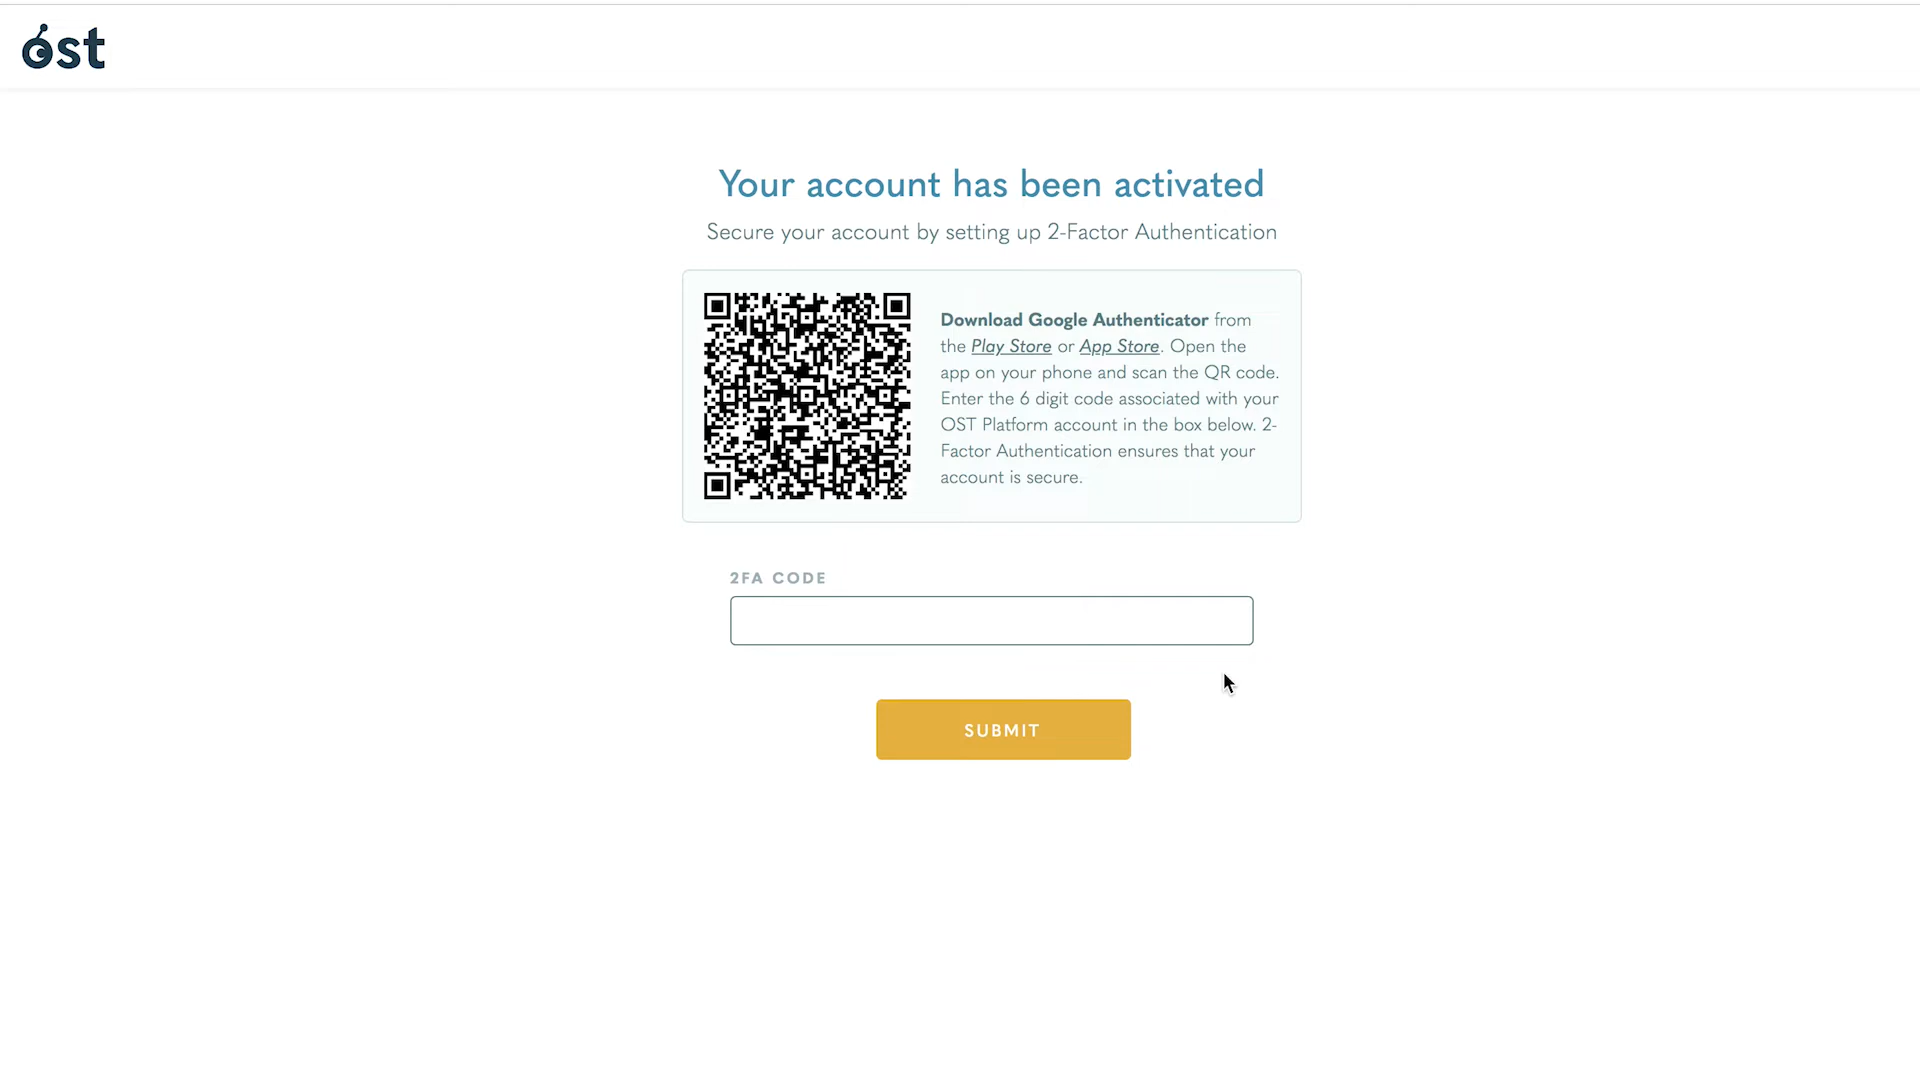 óst
Your account has been activated
Secure your account by setting up 2-Factor Authentication
Download Google Authenticator from
the Play Store or App Store. Open the
app on your phone and scan the QR code.
Enter the 6 digit code associated with your
OST Platform account in the box below. 2-
Factor Authentication ensures that your
account is secure.
2FA CODE
SUBMIT